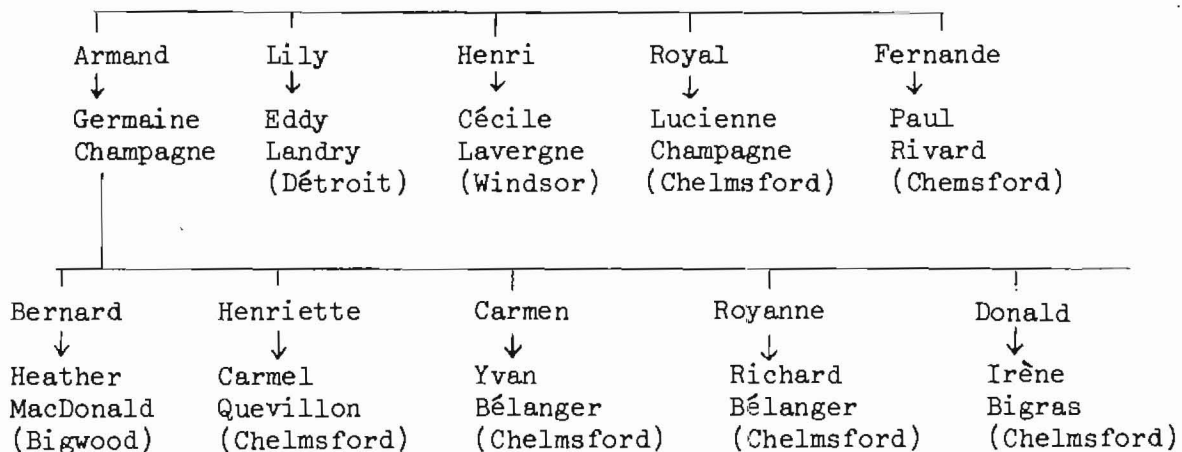 Armand Lily Henri Royal Fernande
Germaine Eddy Cécile Lucienne Paul
Champagne Landry Lavergne Champagne Rivard
(Détroit) (Windsor) (Chelmsford) (Chemsford)
Bernard Henriette Carmen Royanne Donald
Heather Carmel Yvan Richard Irène
MacDonald Quevillon Bélanger Bélanger Bigras
(Bigwood) (Chelmsford) (Chelmsford) (Chelmsford) (Chelmsford)